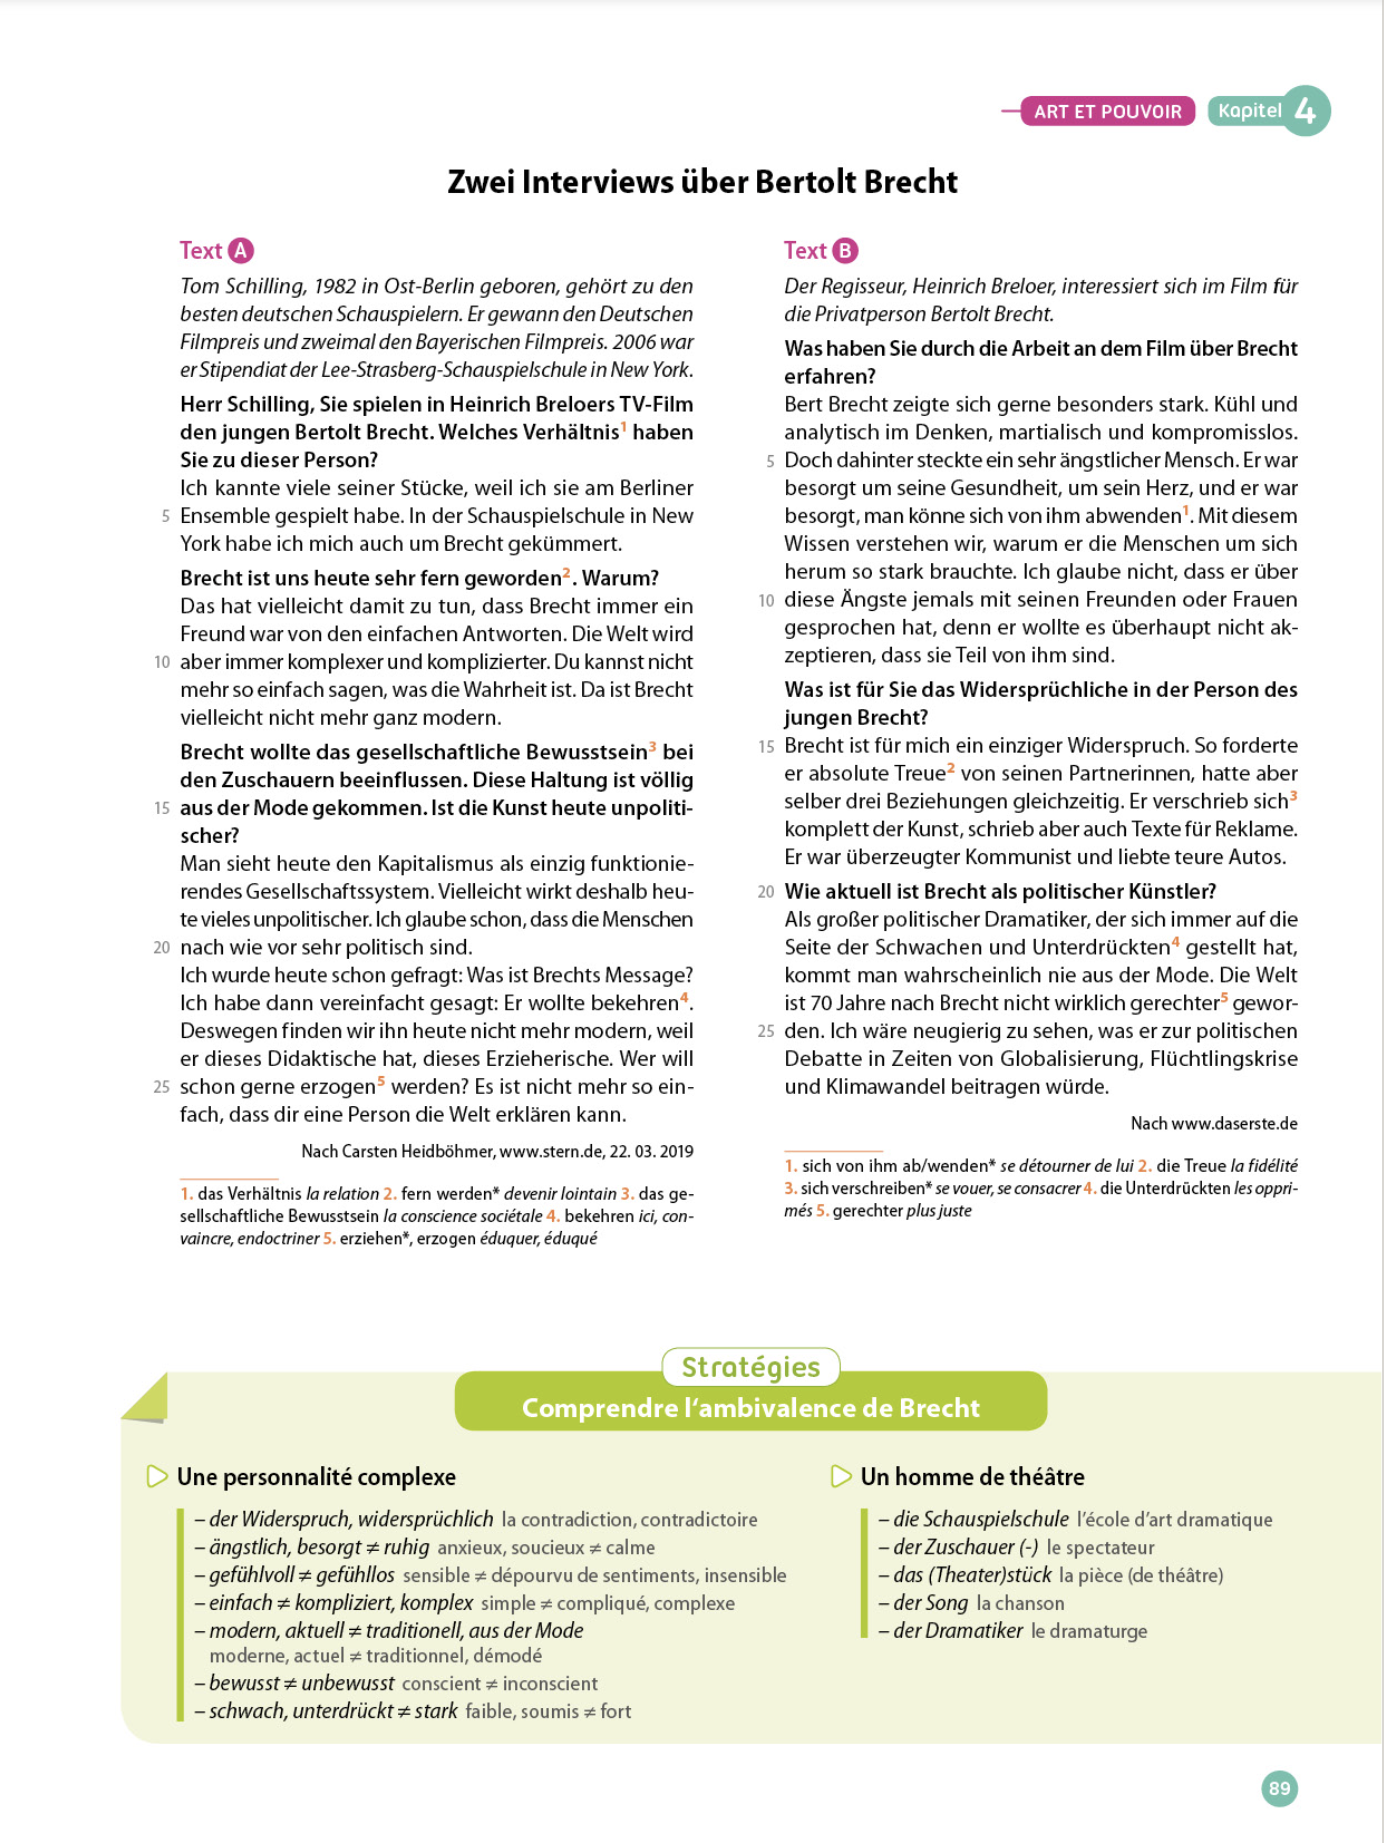 ART ET POUVOIR Kapitel 4
Zwei Interviews über Bertolt Brecht
Text A
Tom Schilling, 1982 in Ost-Berlin geboren, gehört zu den
besten deutschen Schauspielern. Er gewann den Deutschen
Filmpreis und zweimal den Bayerischen Filmpreis. 2006 war
er Stipendiat der Lee-Strasberg-Schauspielschule in New York.
Herr Schilling, Sie spielen in Heinrich Breloers TV-Film
den jungen Bertolt Brecht. Welches Verhältnis1 haben
Sie zu dieser Person?
Ich kannte viele seiner Stücke, weil ich sie am Berliner
5 Ensemble gespielt habe. In der Schauspielschule in New
York habe ich mich auch um Brecht gekümmert.
Brecht ist uns heute sehr fern geworden2. Warum?
Das hat vielleicht damit zu tun, dass Brecht immer ein
Freund war von den einfachen Antworten. Die Welt wird
10 aber immer komplexer und komplizierter. Du kannst nicht
mehr so einfach sagen, was die Wahrheit ist. Da ist Brecht
vielleicht nicht mehr ganz modern.
Brecht wollte das gesellschaftliche Bewusstsein3 bei
den Zuschauern beeinflussen. Diese Haltung ist völlig
15 aus der Mode gekommen. Ist die Kunst heute unpoliti-
scher?
Man sieht heute den Kapitalismus als einzig funktionie-
rendes Gesellschaftssystem. Vielleicht wirkt deshalb heu-
te vieles unpolitischer. Ich glaube schon, dass die Menschen
20 nach wie vor sehr politisch sind.
Ich wurde heute schon gefragt: Was ist Brechts Message?
Ich habe dann vereinfacht gesagt: Er wollte bekehren4.
Deswegen finden wir ihn heute nicht mehr modern, weil
er dieses Didaktische hat, dieses Erzieherische. Wer will
25 schon gerne erzogen5 werden? Es ist nicht mehr so ein-
fach, dass dir eine Person die Welt erklären kann.
Nach Carsten Heidböhmer, www.stern.de, 22. 03. 2019
1. das Verhältnis la relation 2. fern werden* devenir lointain 3. das ge-
sellschaftliche Bewusstsein la conscience sociétale 4. bekehren ici, con-
vaincre, endoctriner 5. erziehen*, erzogen éduquer, éduqué
Text B
Der Regisseur, Heinrich Breloer, interessiert sich im Film für
die Privatperson Bertolt Brecht.
Was haben Sie durch die Arbeit an dem Film über Brecht
erfahren?
Bert Brecht zeigte sich gerne besonders stark. Kühl und
analytisch im Denken, martialisch und kompromisslos.
5 Doch dahinter steckte ein sehr ängstlicher Mensch. Er war
besorgt um seine Gesundheit, um sein Herz, und er war
besorgt, man könne sich von ihm abwenden1. Mit diesem
Wissen verstehen wir, warum er die Menschen um sich
herum so stark brauchte. Ich glaube nicht, dass er über
10 diese Ängste jemals mit seinen Freunden oder Frauen
gesprochen hat, denn er wollte es überhaupt nicht ak-
zeptieren, dass sie Teil von ihm sind.
Was ist für Sie das Widersprüchliche in der Person des
jungen Brecht?
15 Brecht ist für mich ein einziger Widerspruch. So forderte
er absolute Treue2 von seinen Partnerinnen, hatte aber
selber drei Beziehungen gleichzeitig. Er verschrieb sich3
komplett der Kunst, schrieb aber auch Texte für Reklame.
Er war überzeugter Kommunist und liebte teure Autos.
20 Wie aktuell ist Brecht als politischer Künstler?
Als großer politischer Dramatiker, der sich immer auf die
Seite der Schwachen und Unterdrückten4 gestellt hat,
kommt man wahrscheinlich nie aus der Mode. Die Welt
ist 70 Jahre nach Brecht nicht wirklich gerechter5 gewor-
25 den. Ich wäre neugierig zu sehen, was er zur politischen
Debatte in Zeiten von Globalisierung, Flüchtlingskrise
und Klimawandel beitragen würde.
Nach www.daserste.de
1. sich von ihm ab/wenden* se détourner de lui 2. die Treue la fidélité
3. sich verschreiben* se vouer, se consacrer 4. die Unterdrückten les oppri-
més 5. gerechter plus juste
Stratégies
Comprendre l‘ambivalence de Brecht
Une personnalité complexe
– der Widerspruch, widersprüchlich la contradiction, contradictoire
– ängstlich, besorgt ≠ ruhig anxieux, soucieux ≠ calme
– gefühlvoll ≠ gefühllos sensible ≠ dépourvu de sentiments, insensible
– einfach ≠ kompliziert, komplex simple ≠ compliqué, complexe
– modern, aktuell ≠ traditionell, aus der Mode
moderne, actuel ≠ traditionnel, démodé
– bewusst ≠ unbewusst conscient ≠ inconscient
– schwach, unterdrückt ≠ stark faible, soumis ≠ fort
Un homme de théâtre
– die Schauspielschule l’école d’art dramatique
– der Zuschauer (-) le spectateur
– das (Theater)stück la pièce (de théâtre)
– der Song la chanson
– der Dramatiker le dramaturge
89